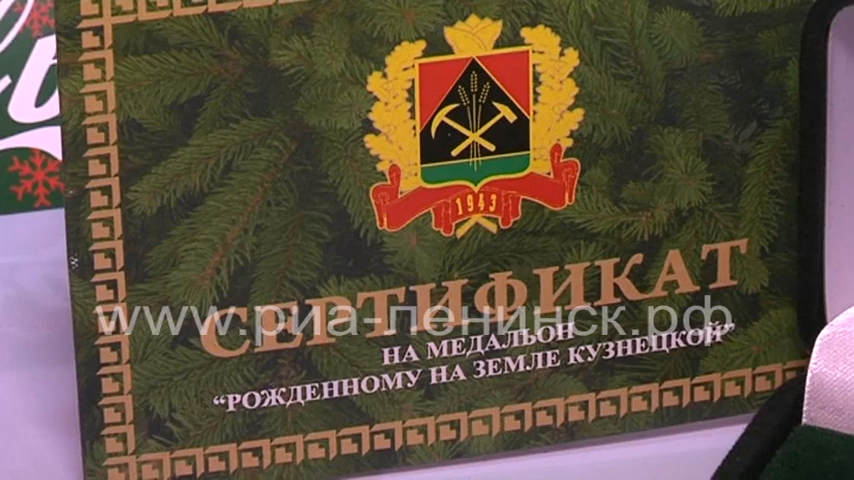 1943
СЕРТИФИКАТ
www.риа-ленинск.рф
НА МЕДАЛЬОН
“РОЖДЕННОМУ НА ЗЕМЛЕ КУЗНЕЦКОЙ”